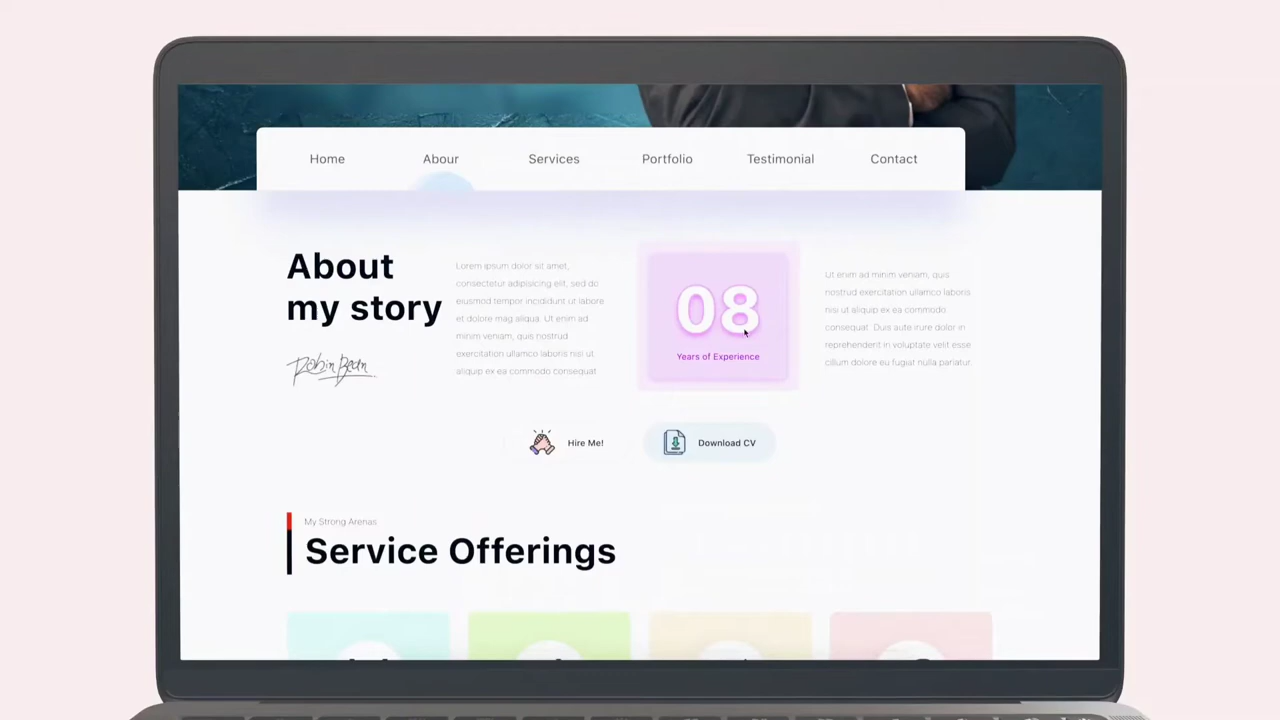 Home Abour Services Portfolio Testimonial Contact
About
my story
Robin Bean
Lorem ipsum dolor sit amet,
consectetur adipisicing elit, sed do
eiusmod tempor incididunt ut labore
et dolore mag aliqua. Ut enim ad
minim veniam, quis nostrud
exercitation ullamco laboris nisi ut
aliquip ex ea commodo consequat
08
Years of Experience
Ut enim ad minim veniam, quis
nostrud exercitation ullamco laboris
nisi ut aliquip ex ea commodo
consequat. Duis aute irure dolor in
reprehenderit in voluptate velit esse
cillum dolore eu fugiat nulla pariatur.
Hire Me!
Download CV
My Strong Arenas
Service Offerings